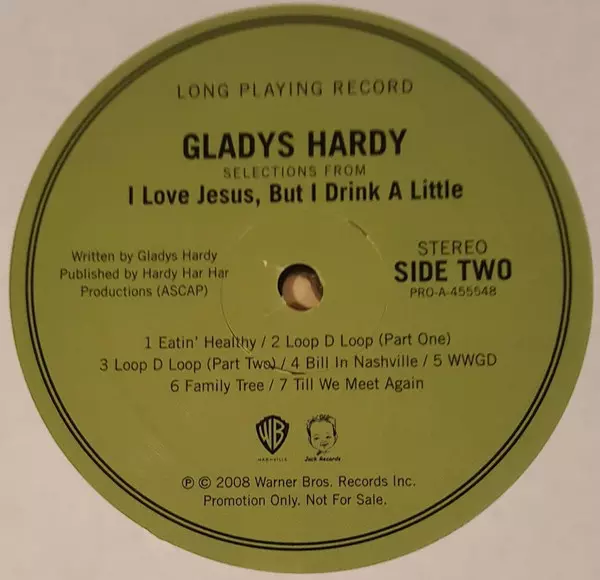 LONG PLAYING RECORD
GLADYS HARDY
SELECTIONS FROM
I Love Jesus, But I Drink A Little
Written by Gladys Hardy
Published by Hardy Har Har
Productions (ASCAP)
STEREO
SIDE TWO
PRO-A-455548
1 Eatin' Healthy / 2 Loop D Loop (Part One)
3 Loop D Loop (Part Two) / 4 Bill In Nashville / 5 WWGD
6 Family Tree / 7 Till We Meet Again
WB
NASHVILLE
Jack Records
℗ © 2008 Warner Bros. Records Inc.
Promotion Only. Not For Sale.